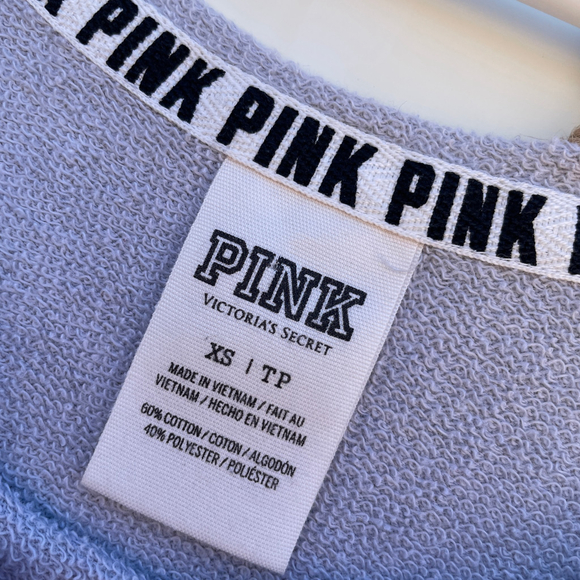 PINK PINK PINK
PINK
VICTORIA'S SECRET
XS | TP
MADE IN VIETNAM / FAIT AU
VIETNAM / HECHO EN VIETNAM
60% COTTON / COTON / ALGODÓN
40% POLYESTER / POLIÉSTER